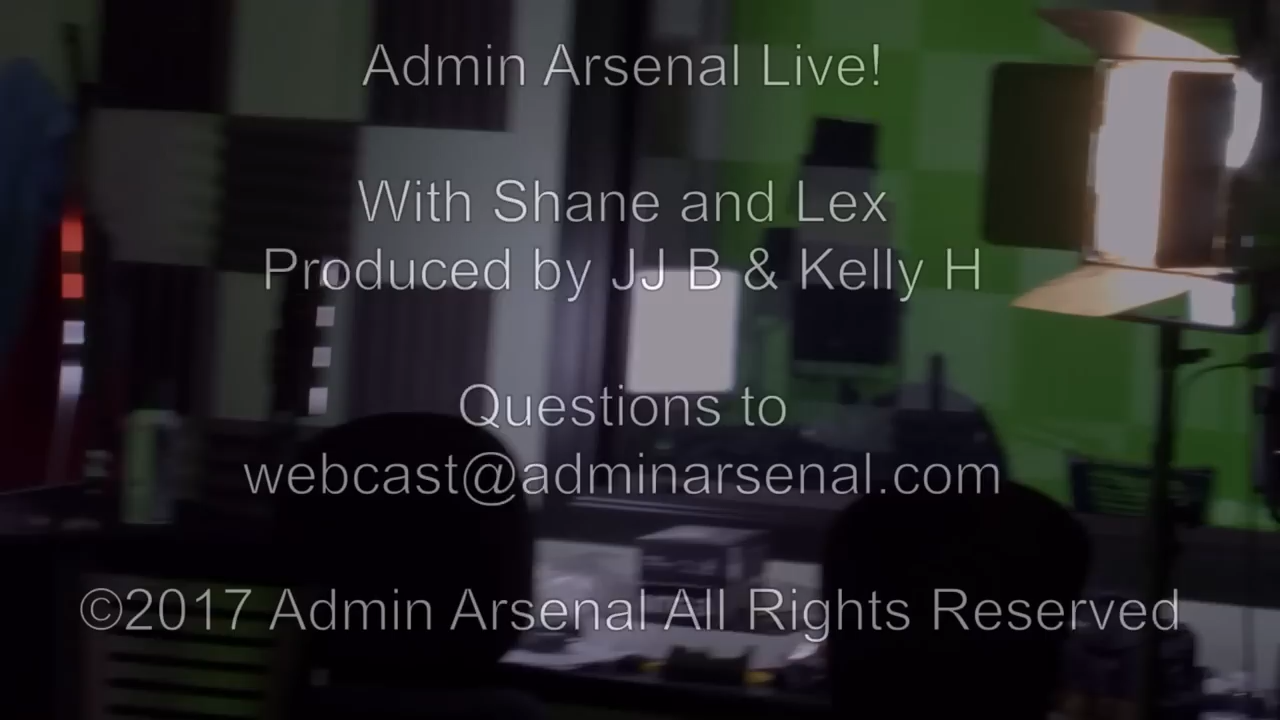 Admin Arsenal Live!
With Shane and Lex
Produced by JJ B & Kelly H
Questions to
webcast@adminarsenal.com
©2017 Admin Arsenal All Rights Reserved